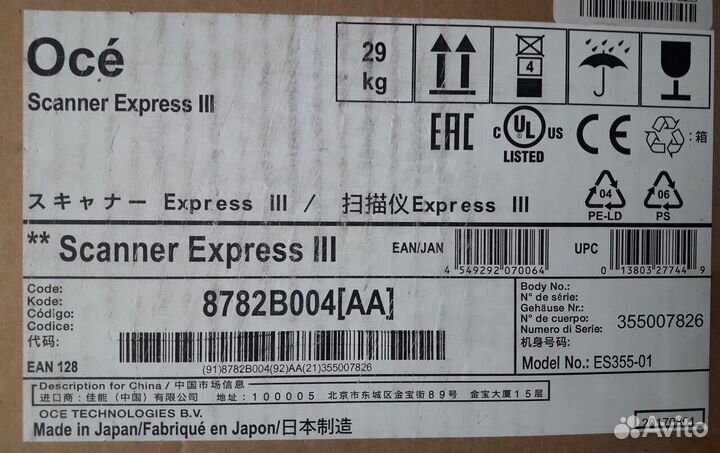 Océ
Scanner Express III
29
kg
4
EAC
C UL US
LISTED
CE
:箱
04
PE-LD
06
PS
スキャナー Express III / 扫描仪Express III
** Scanner Express III
EAN/JAN
4 549292 070064
UPC
0 13803 27744 9
Code:
Kode:
Código:
Codice:
代码:
8782B004[AA]
EAN 128
(91)8782B004(92)AA(21)355007826
Body No.:
N° de série:
Gehäuse Nr.:
N° de cuerpo:
Numero di Serie:
机身号码:
355007826
Model No.: ES355-01
Description for China / 中国市场信息
进口商: 佳能(中国)有限公司 地址: 100005 北京市东城区金宝街89号 金宝大厦15层
OCE TECHNOLOGIES B.V.
Made in Japan/Fabriqué en Japon/日本制造
Avito